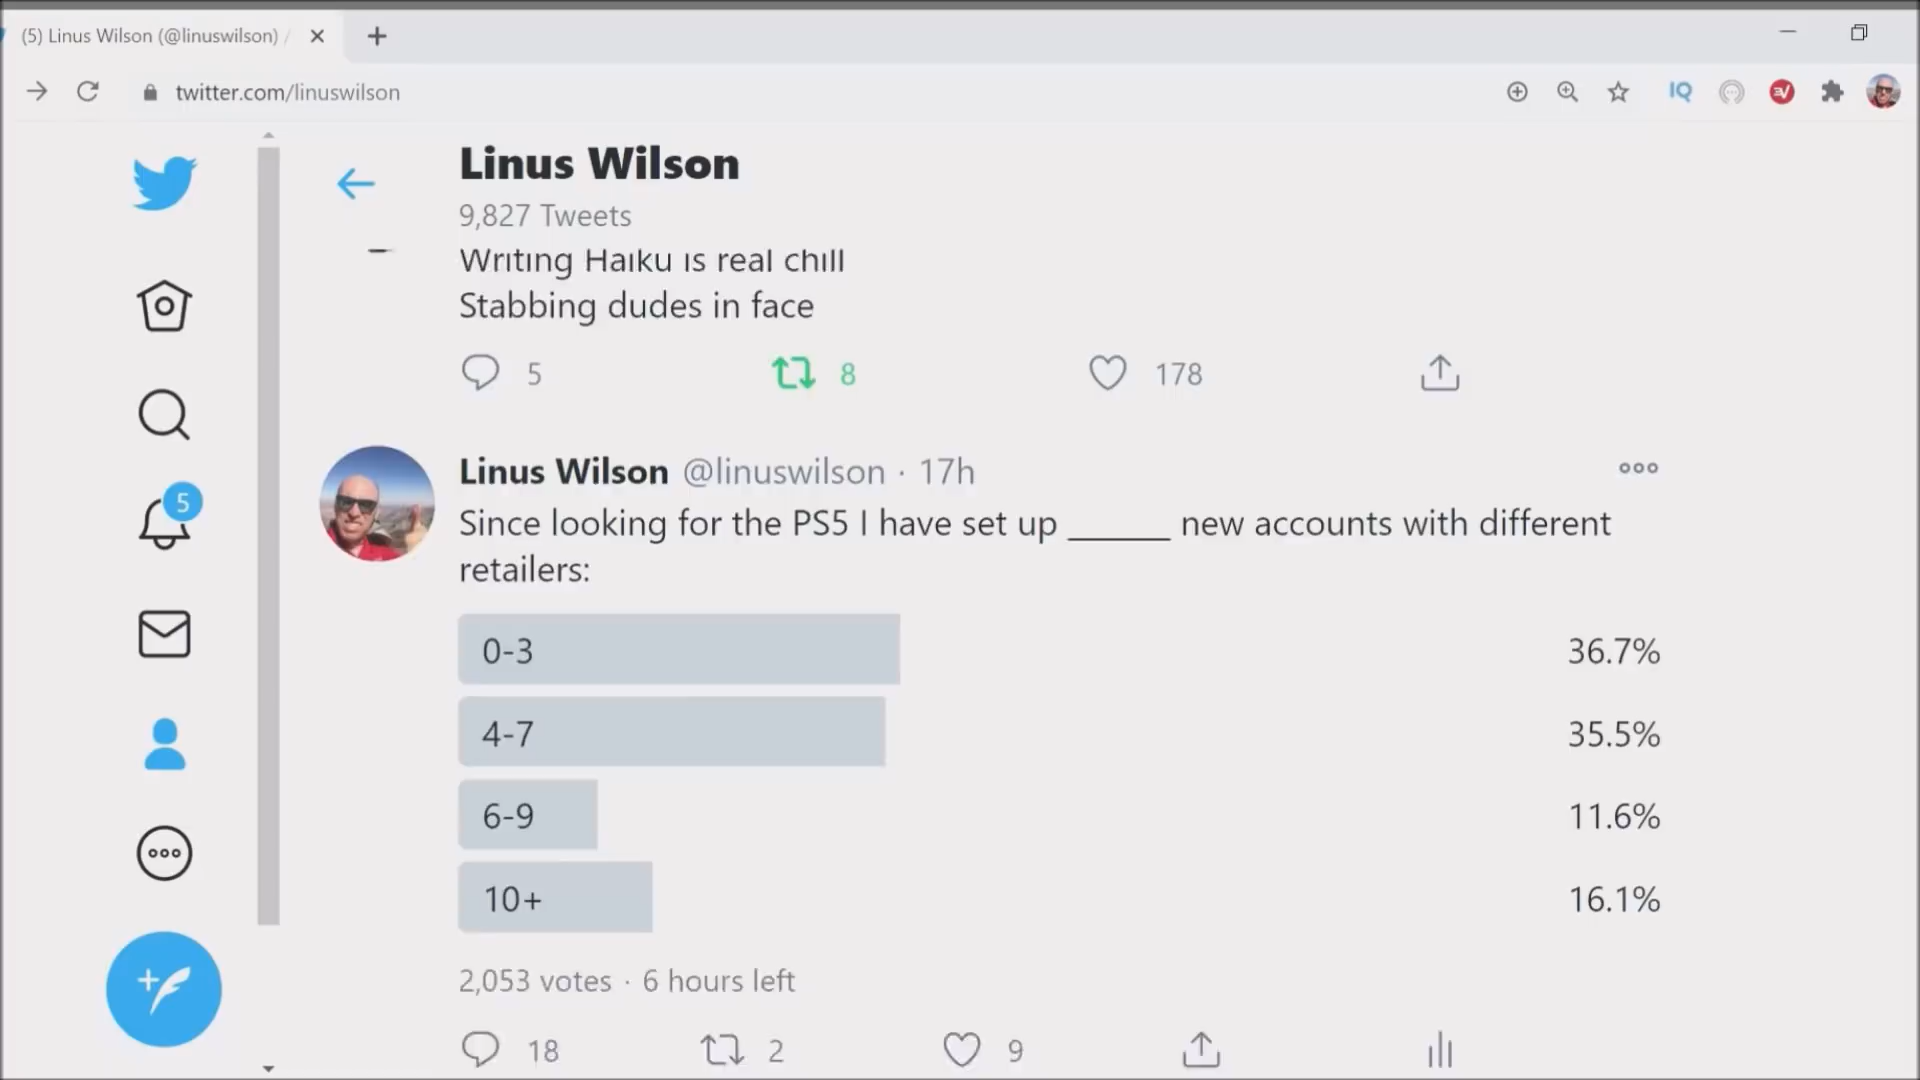 (5) Linus Wilson (@linuswilson) /
twitter.com/linuswilson
IQ
Linus Wilson
9,827 Tweets
Writing Haiku is real chill
Stabbing dudes in face
5 8 178
Linus Wilson @linuswilson · 17h
5
Since looking for the PS5 I have set up ______ new accounts with different
retailers:
0-3 36.7%
4-7 35.5%
6-9 11.6%
10+ 16.1%
2,053 votes · 6 hours left
18 2 9